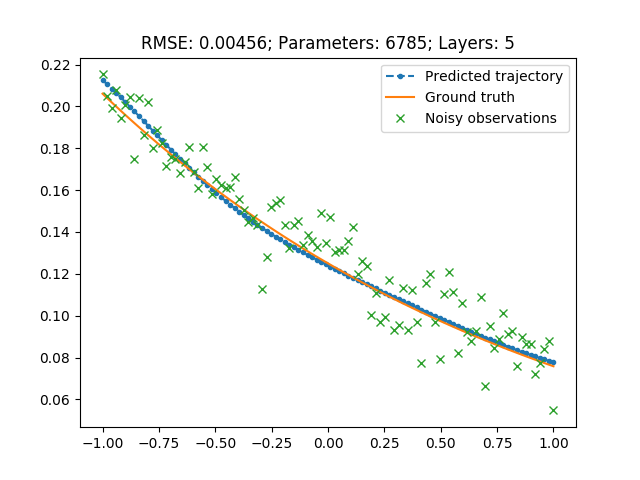 RMSE: 0.00456; Parameters: 6785; Layers: 5
Predicted trajectory
Ground truth
Noisy observations
0.22
0.20
0.18
0.16
0.14
0.12
0.10
0.08
0.06
−1.00 −0.75 −0.50 −0.25 0.00 0.25 0.50 0.75 1.00